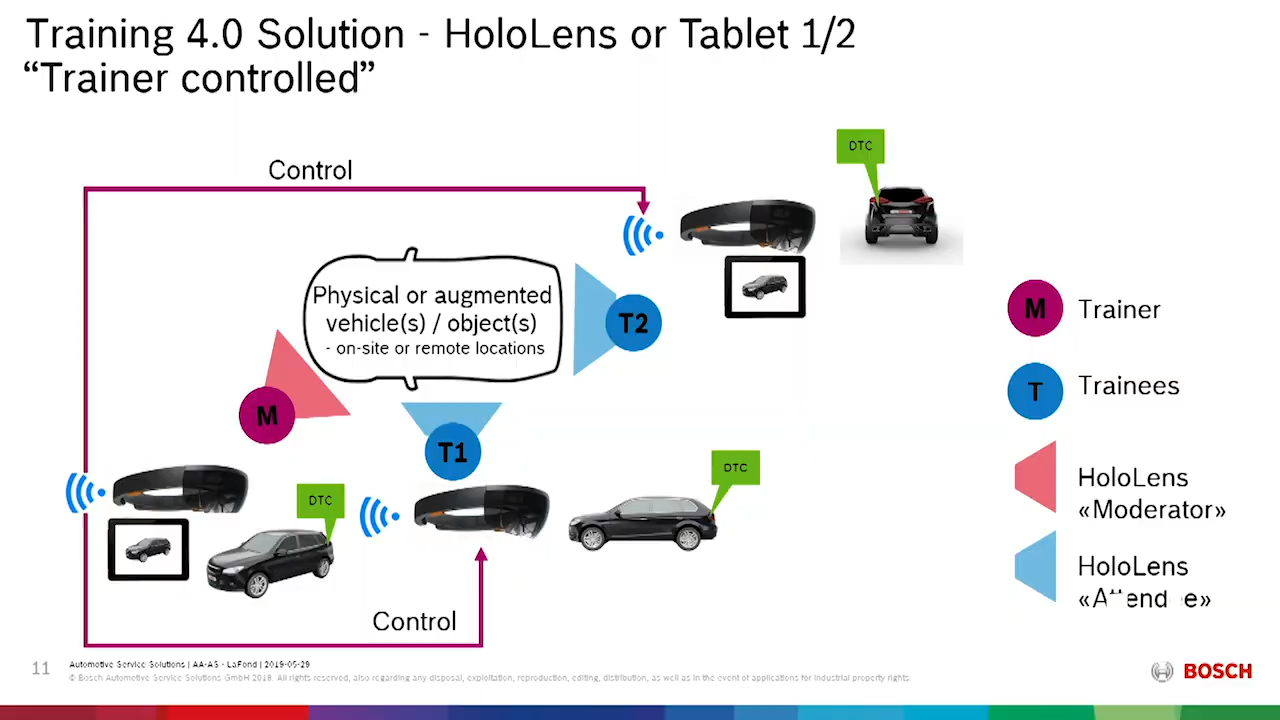 Training 4.0 Solution - HoloLens or Tablet 1/2
“Trainer controlled”
DTC
Control
Physical or augmented
vehicle(s) / object(s)
- on-site or remote locations
T2
M
Trainer
T
Trainees
M
T1
DTC
DTC
HoloLens
«Moderator»
HoloLens
Control
11
Automotive Service Solutions | AA-AS - LaFond | 2019-05-29
© Bosch Automotive Service Solutions GmbH 2018. All rights reserved, also regarding any disposal, exploitation, reproduction, editing, distribution, as well as in the event of applications for industrial property rights.
BOSCH